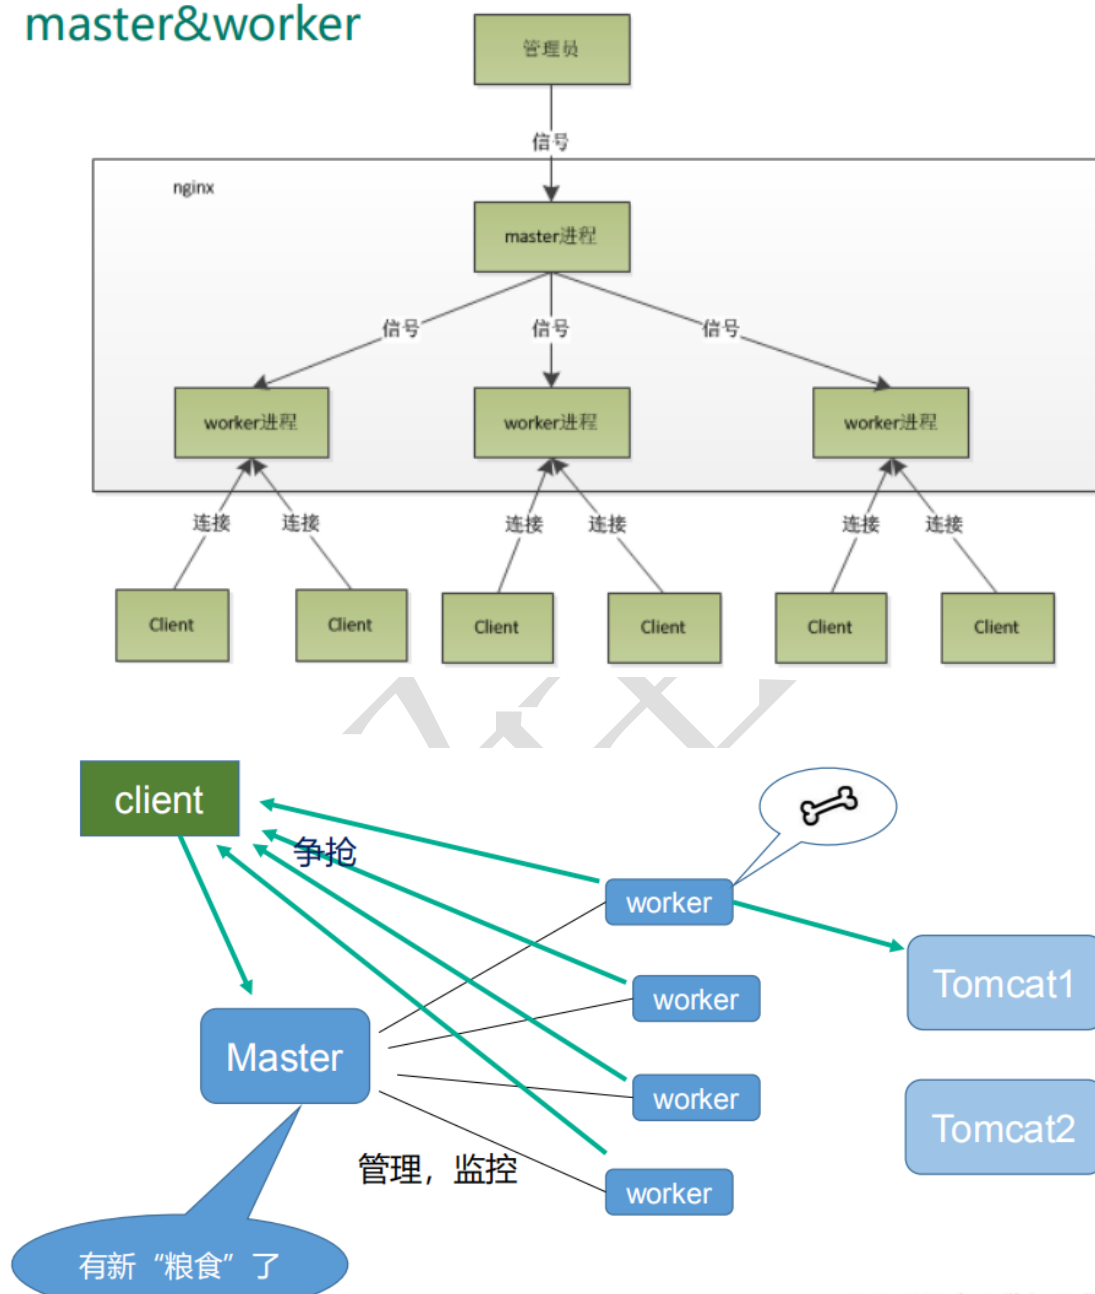 master&worker
管理员
信号
nginx
master进程
信号 信号 信号
worker进程 worker进程 worker进程
连接 连接 连接 连接 连接 连接
Client Client Client Client Client Client
client
争抢
worker
Tomcat1
worker
Master
worker
Tomcat2
管理，监控
worker
有新“粮食”了